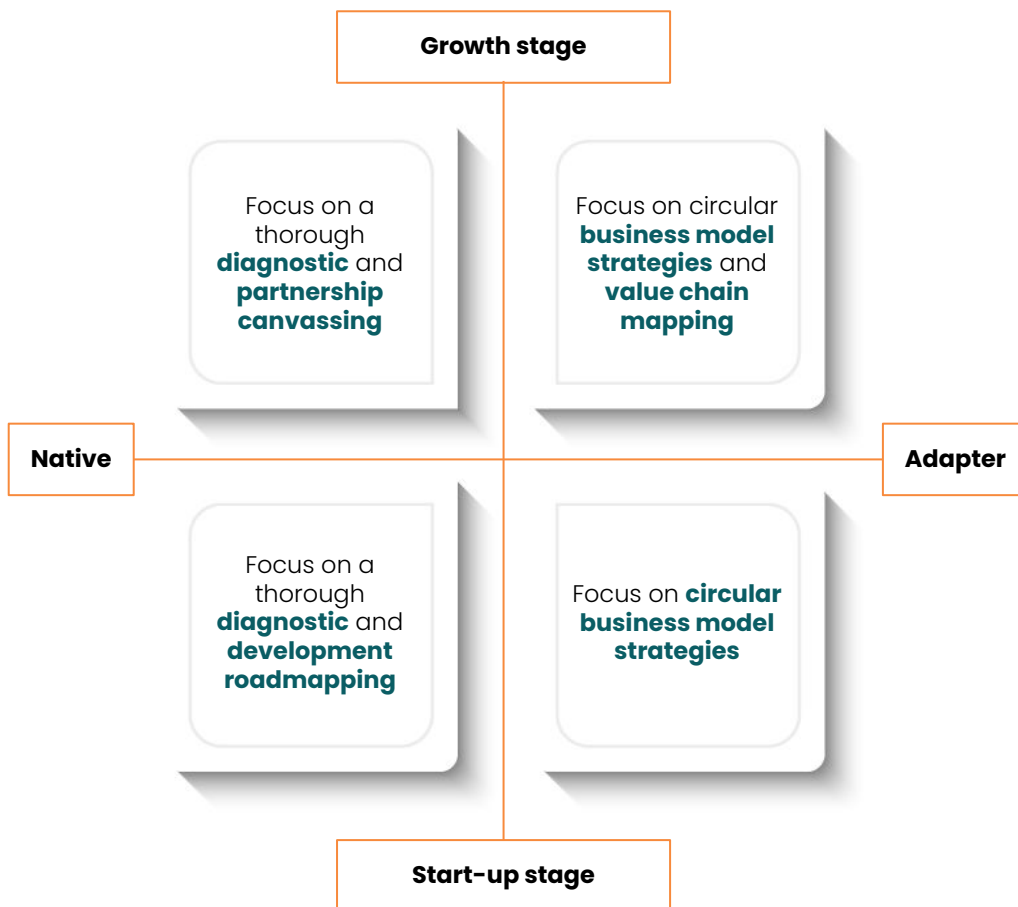 Growth stage
Focus on a
thorough
diagnostic and
partnership
canvassing
Focus on circular
business model
strategies and
value chain
mapping
Native
Adapter
Focus on a
thorough
diagnostic and
development
roadmapping
Focus on circular
business model
strategies
Start-up stage